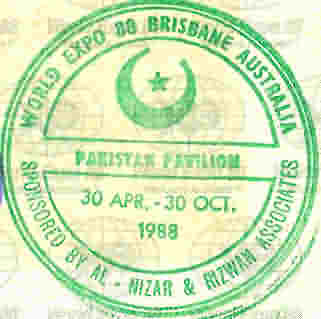 WORLD EXPO 88 BRISBANE AUSTRALIA
PAKISTAN PAVILION
30 APR. - 30 OCT.
1988
SPONSORED BY AL - NIZAR & RIZWAN ASSOCIATES